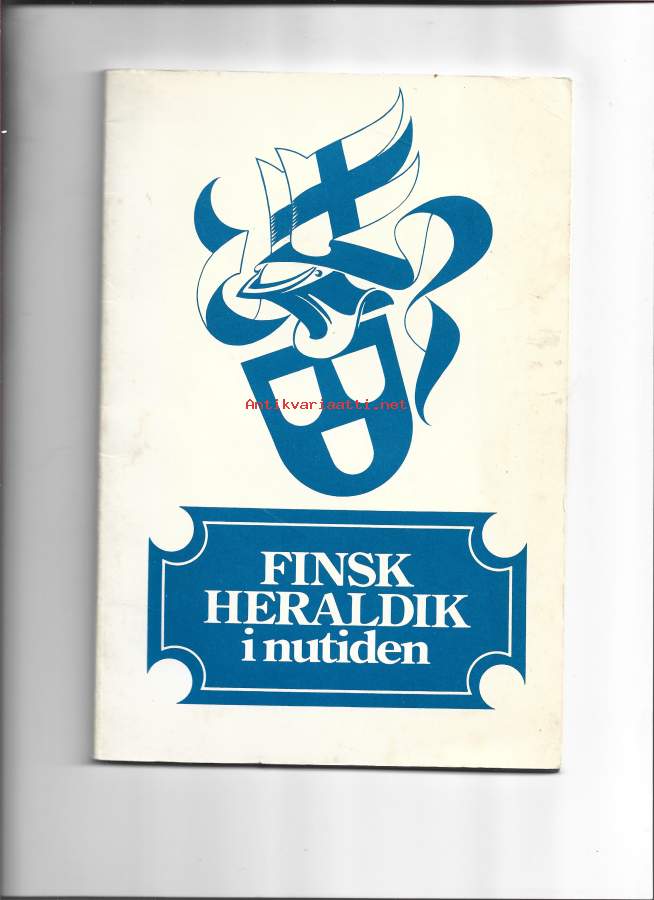 Antikvariaatti.net
FINSK
HERALDIK
i nutiden